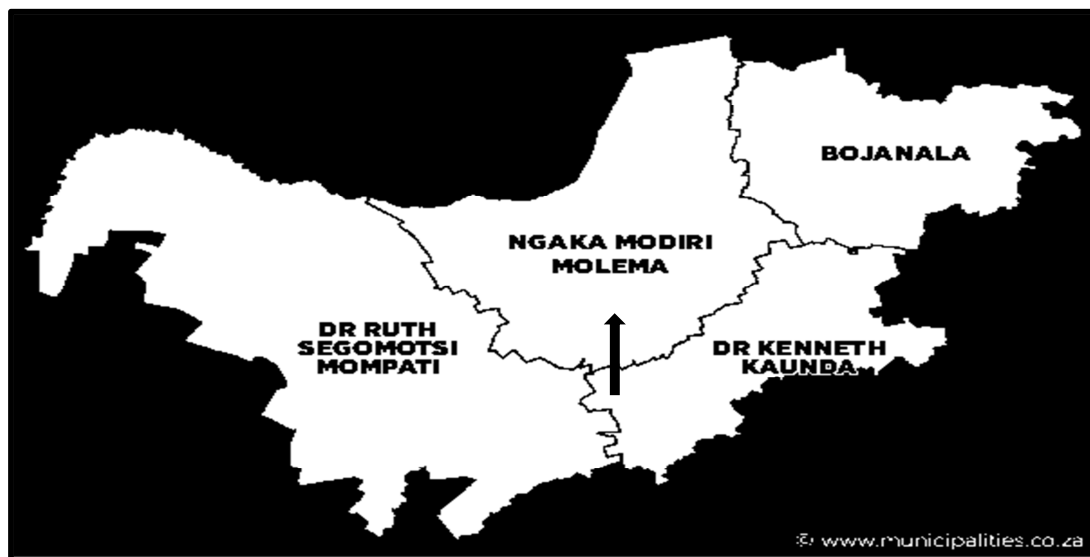 BOJANALA
NGAKA MODIRI
MOLEMA
DR RUTH
SEGOMOTSI
MOMPATI
DR KENNETH
KAUNDA
© www.municipalities.co.za